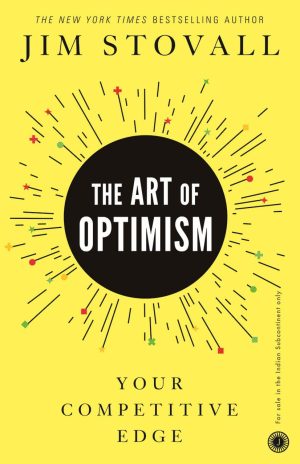 THE NEW YORK TIMES BESTSELLING AUTHOR
JIM STOVALL
THE ART OF
OPTIMISM
YOUR
COMPETITIVE
EDGE
For sale in the Indian Subcontinent only
J